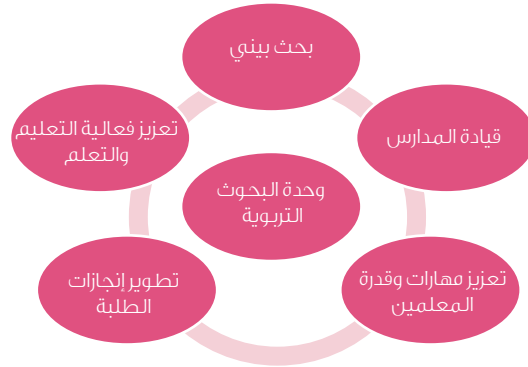 بحث بيني
قيادة المدارس
تعزيز فعالية التعليم
والتعلم
وحدة البحوث
التربوية
تعزيز مهارات وقدرة
المعلمين
تطوير إنجازات
الطلبة